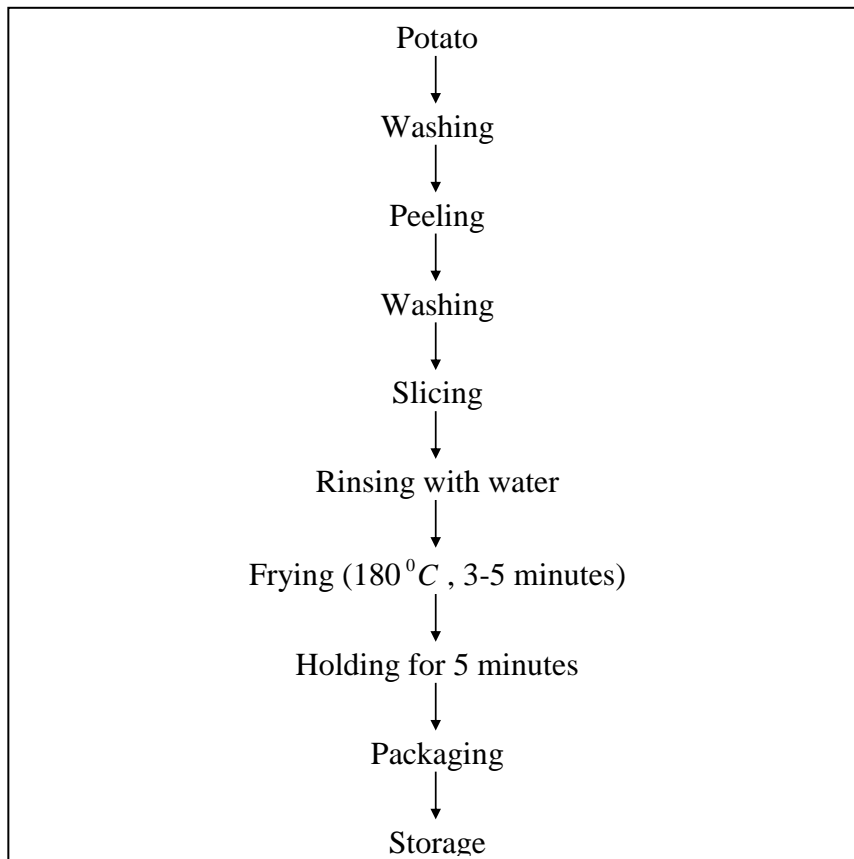 Potato
Washing
Peeling
Washing
Slicing
Rinsing with water
Frying (180 ⁰C , 3-5 minutes)
Holding for 5 minutes
Packaging
Storage